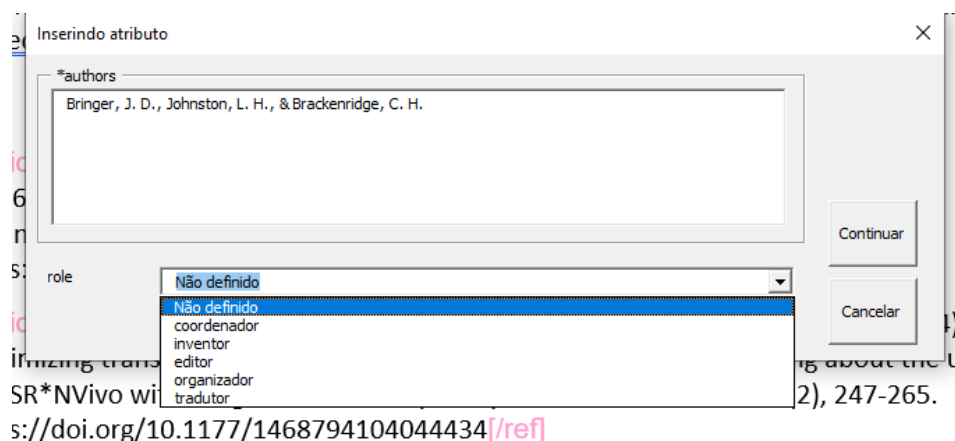 Inserindo atributo
*authors
Bringer, J. D., Johnston, L. H., & Brackenridge, C. H.
Continuar
role
Não definido
Não definido
coordenador
inventor
editor
organizador
tradutor
Cancelar
SR*NVivo
2), 247-265.
s://doi.org/10.1177/1468794104044434[/ref]